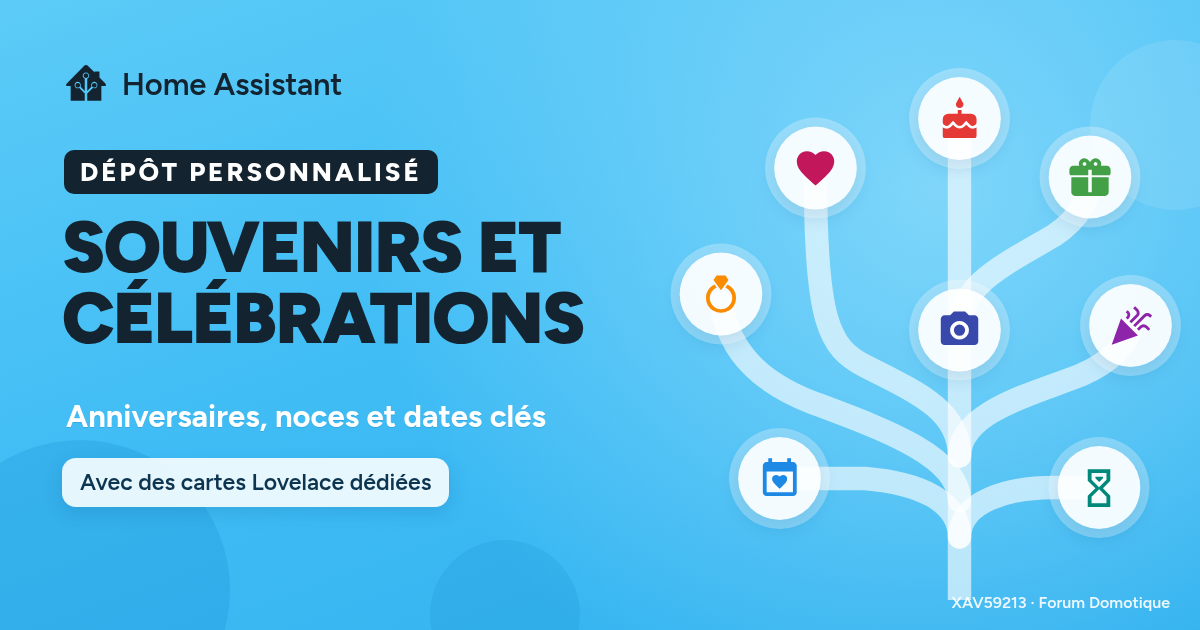 Home Assistant
DÉPÔT PERSONNALISÉ
SOUVENIRS ET
CÉLÉBRATIONS
Anniversaires, noces et dates clés
Avec des cartes Lovelace dédiées
XAV59213 · Forum Domotique